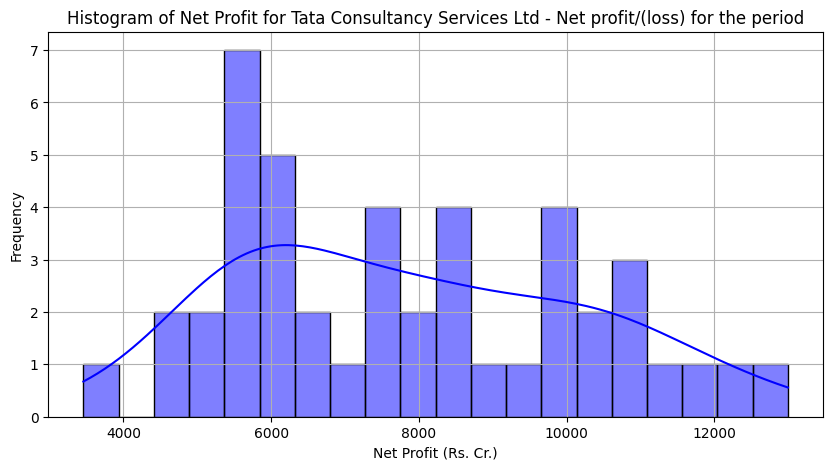 Histogram of Net Profit for Tata Consultancy Services Ltd - Net profit/(loss) for the period
7
6
5
4
3
2
1
0
Frequency
4000 6000 8000 10000 12000
Net Profit (Rs. Cr.)